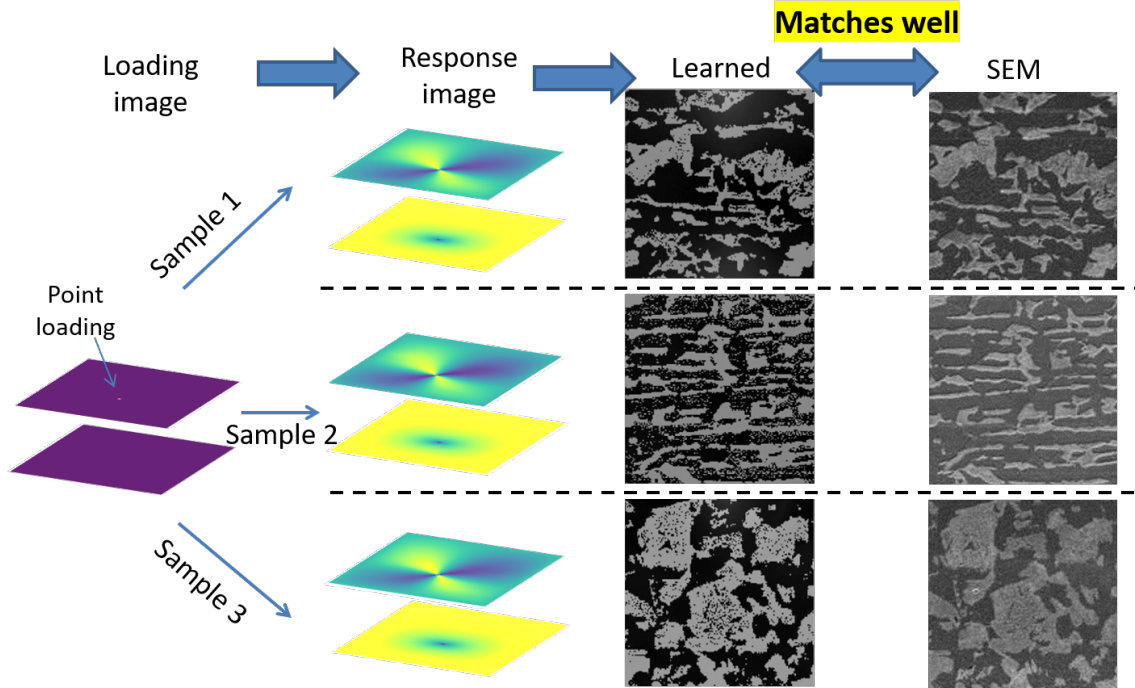 Matches well
Loading
image
Response
image
Learned
SEM
Sample 1
Point
loading
Sample 2
Sample 3